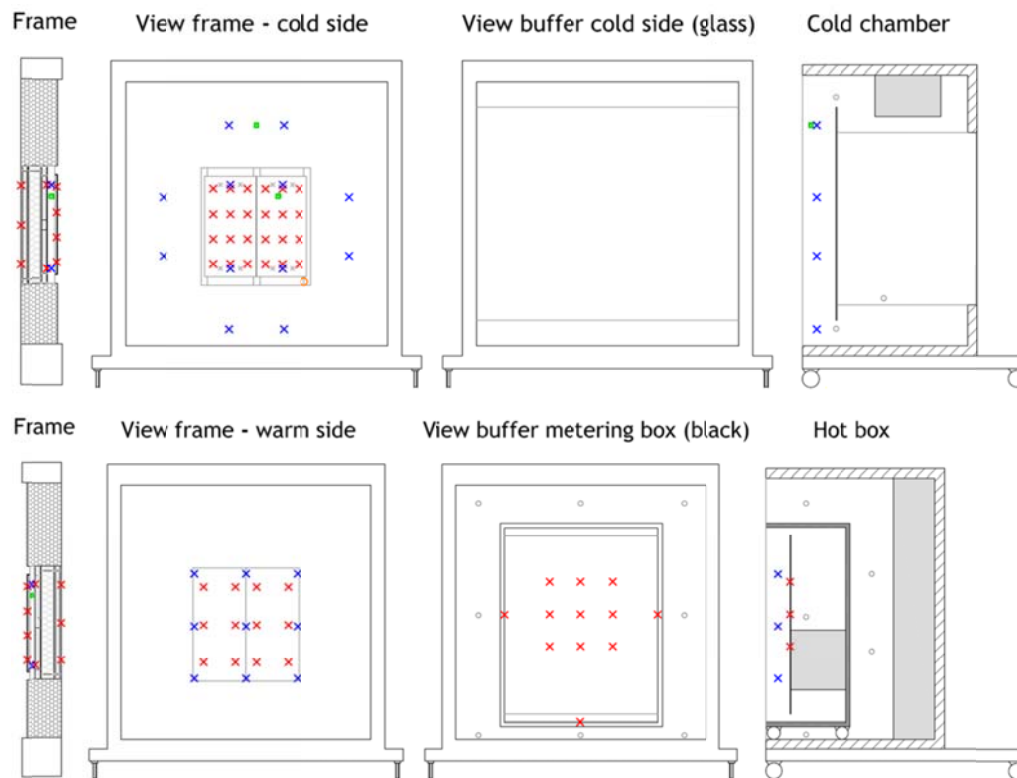 Frame
View frame - cold side
View buffer cold side (glass)
Cold chamber
Frame
View frame - warm side
View buffer metering box (black)
Hot box